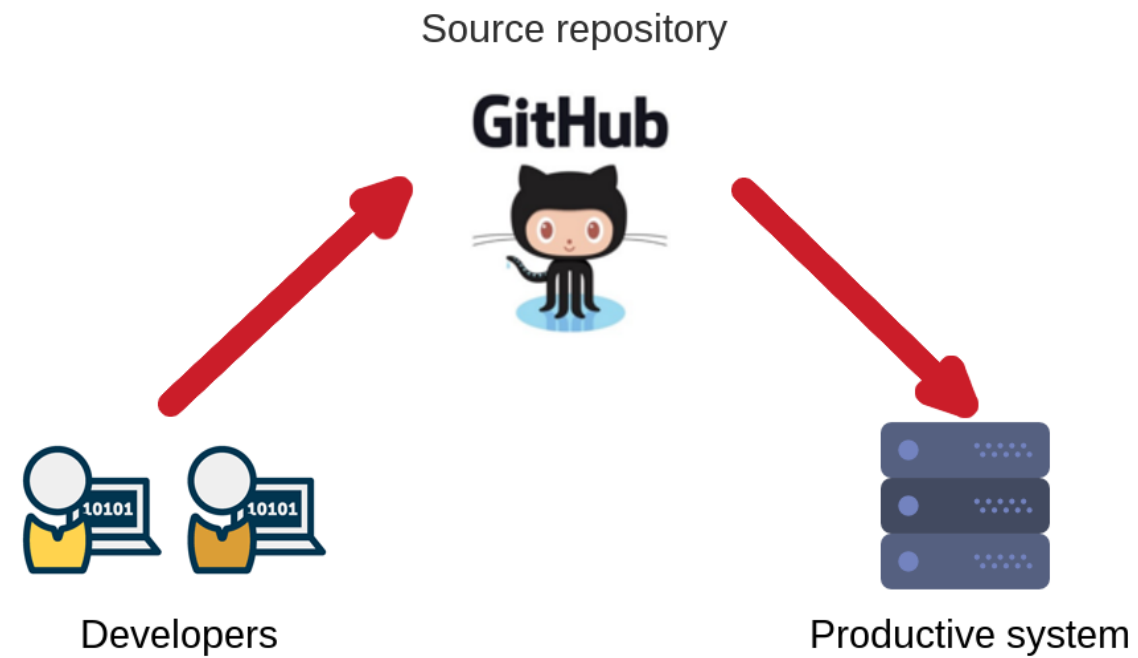 Source repository
GitHub
10101
10101
Developers
Productive system